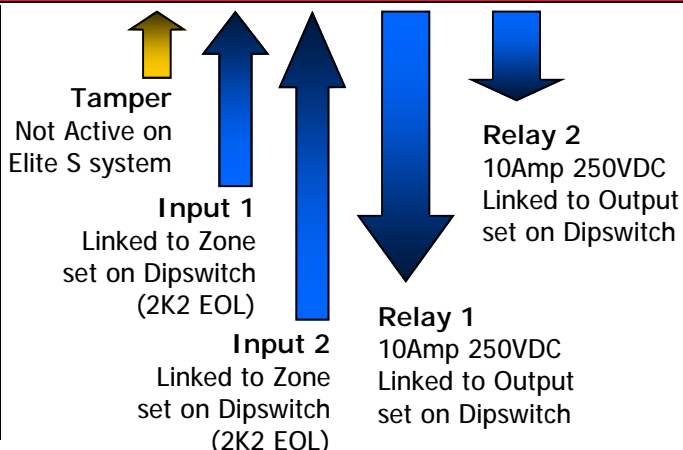 Tamper
Not Active on
Elite S system
Input 1
Linked to Zone
set on Dipswitch
(2K2 EOL)
Input 2
Linked to Zone
set on Dipswitch
(2K2 EOL)
Relay 1
10Amp 250VDC
Linked to Output
set on Dipswitch
Relay 2
10Amp 250VDC
Linked to Output
set on Dipswitch